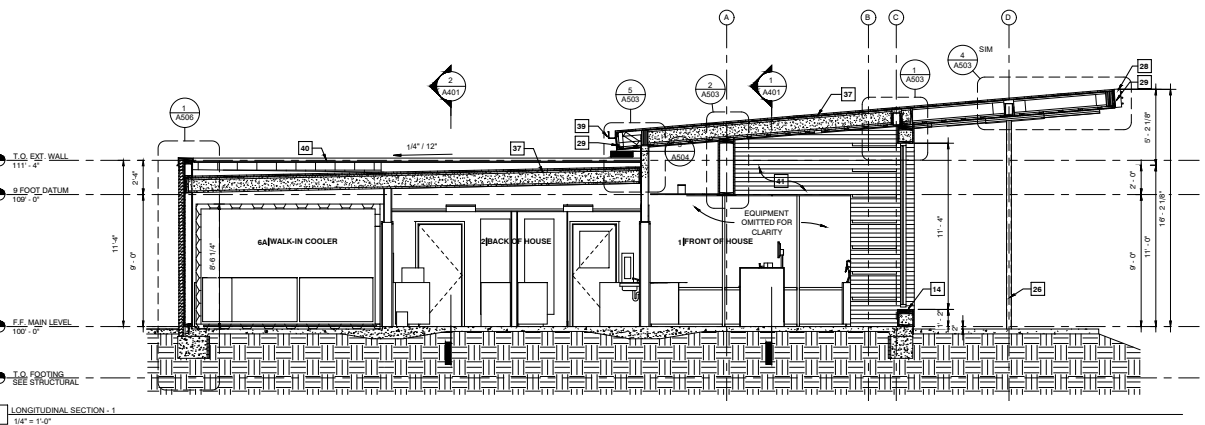 A
B
C
D
4
A503
SIM
28
29
1
A503
2
A401
5
A503
2
A503
1
A401
37
1
A506
39
29
A504
40
1/4" / 12"
37
T.O. EXT. WALL
111' - 4"
9 FOOT DATUM
109' - 0"
2'-4"
11'-4"
9' - 0"
8'-6 1/4"
6A WALK-IN COOLER
2 BACK OF HOUSE
1 FRONT OF HOUSE
41
EQUIPMENT
OMITTED FOR
CLARITY
11' - 4"
5' - 2 1/8"
2' - 0"
16' - 2 1/8"
11' - 0"
9' - 0"
14
26
1' - 2"
2"
F.F. MAIN LEVEL
100' - 0"
T.O. FOOTING
SEE STRUCTURAL
LONGITUDINAL SECTION - 1
1/4" = 1'-0"